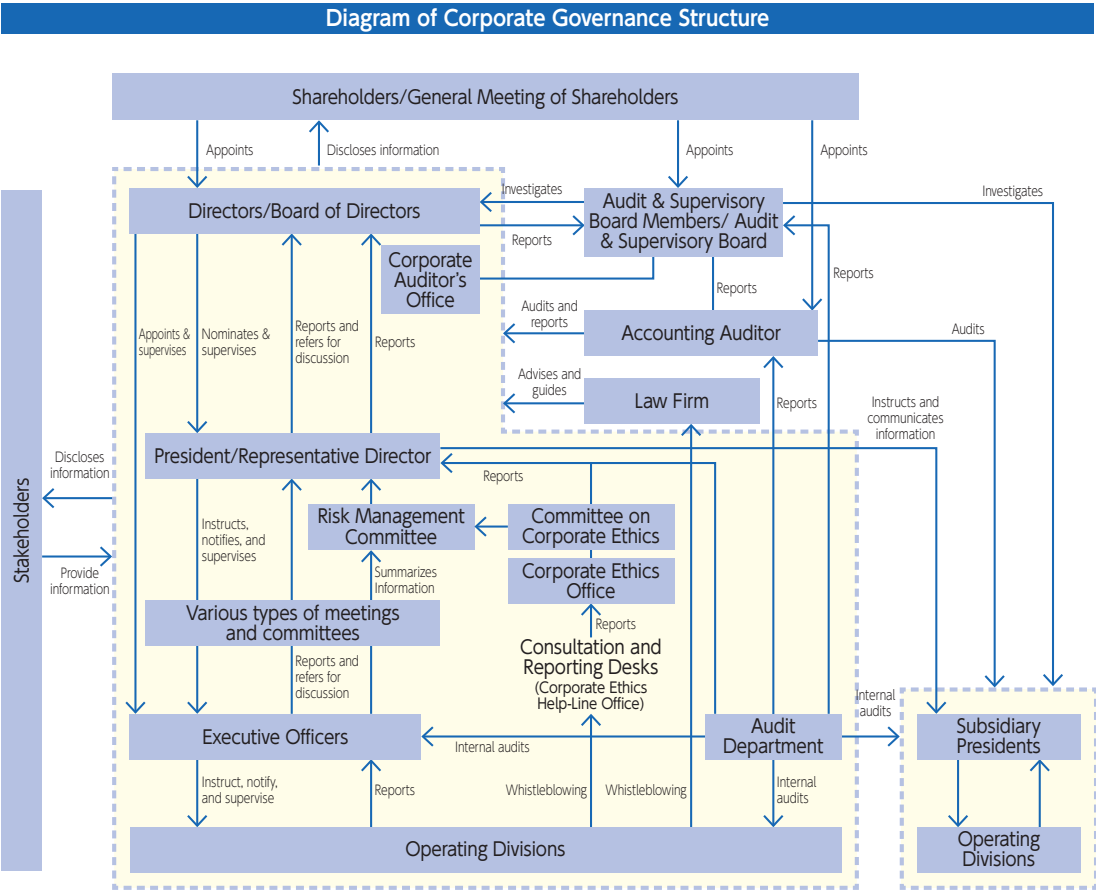 Diagram of Corporate Governance Structure
Shareholders/General Meeting of Shareholders
Appoints
Discloses information
Appoints
Appoints
Investigates
Directors/Board of Directors
Audit & Supervisory
Board Members/ Audit
& Supervisory Board
Investigates
Reports
Corporate
Auditor's
Office
Reports
Reports
Audits and
reports
Accounting Auditor
Audits
Appoints &
supervises
Nominates &
supervises
Reports and
refers for
discussion
Reports
Advises and
guides
Law Firm
Reports
Instructs and
communicates
information
Stakeholders
Discloses
information
Provide
information
President/Representative Director
Reports
Instructs,
notifies, and
supervises
Risk Management
Committee
Committee on
Corporate Ethics
Corporate Ethics
Office
Summarizes
Information
Various types of meetings
and committees
Reports
Consultation and
Reporting Desks
(Corporate Ethics
Help-Line Office)
Reports and
refers for
discussion
Executive Officers
Internal audits
Audit
Department
Internal
audits
Subsidiary
Presidents
Instruct, notify,
and supervise
Reports
Whistleblowing
Whistleblowing
Internal
audits
Operating Divisions
Operating
Divisions